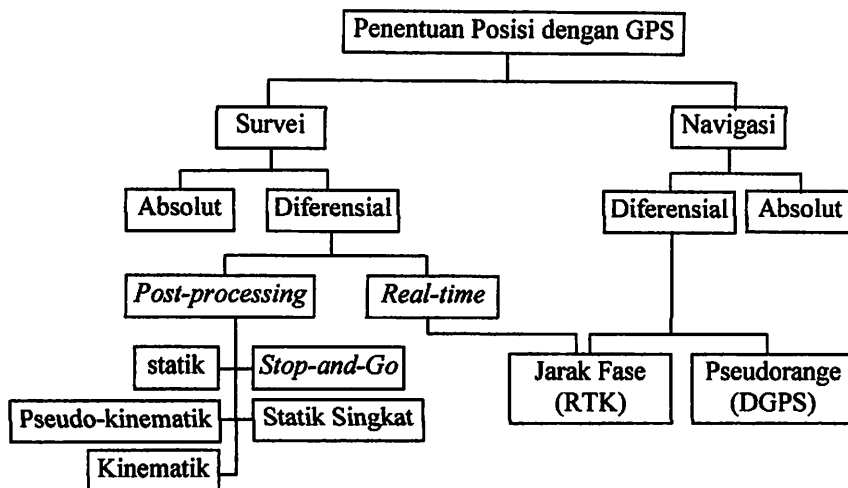 Penentuan Posisi dengan GPS
Survei
Navigasi
Absolut
Diferensial
Diferensial
Absolut
Post-processing
Real-time
statik
Stop-and-Go
Jarak Fase
(RTK)
Pseudorange
(DGPS)
Pseudo-kinematik
Statik Singkat
Kinematik